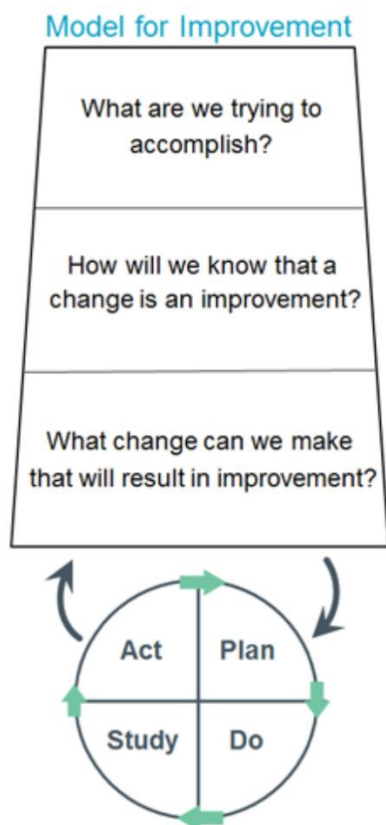 Model for Improvement
What are we trying to
accomplish?
How will we know that a
change is an improvement?
What change can we make
that will result in improvement?
Act
Plan
Study
Do